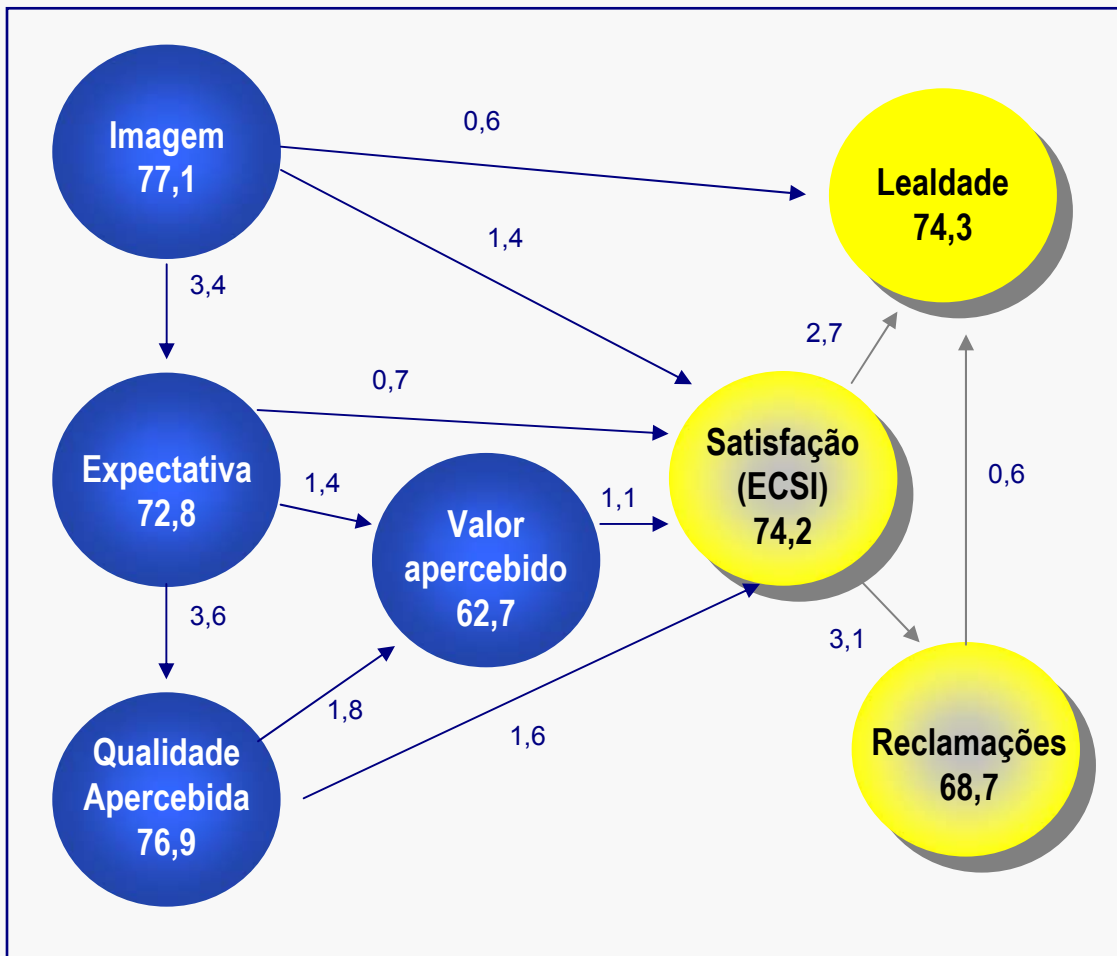 Imagem
77,1
0,6
Lealdade
74,3
1,4
3,4
2,7
0,7
Expectativa
72,8
1,4
Valor
apercebido
62,7
1,1
Satisfação
(ECSI)
74,2
0,6
3,6
3,1
1,8
1,6
Qualidade
Apercebida
76,9
Reclamações
68,7